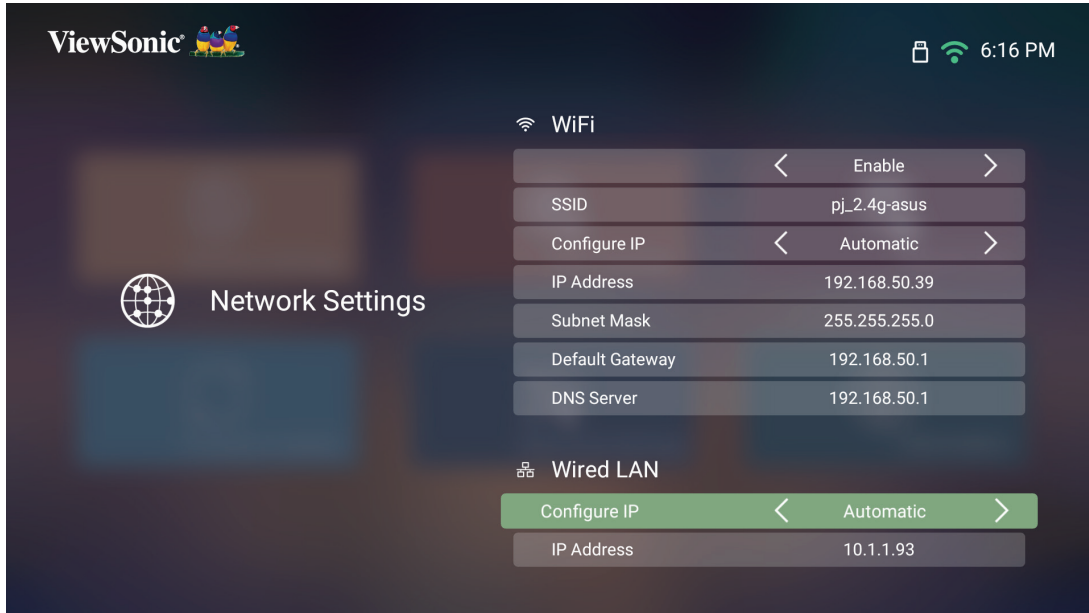 ViewSonic
6:16 PM
WiFi
Enable
SSID pj_2.4g-asus
Configure IP Automatic
Network Settings
IP Address 192.168.50.39
Subnet Mask 255.255.255.0
Default Gateway 192.168.50.1
DNS Server 192.168.50.1
Wired LAN
Configure IP Automatic
IP Address 10.1.1.93